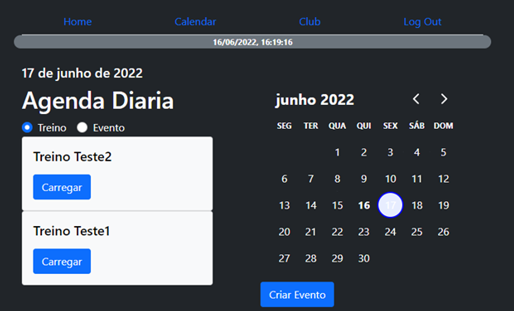 Home Calendar Club Log Out
16/06/2022, 16:19:16
17 de junho de 2022
Agenda Diaria
Treino Evento
Treino Teste2
Carregar
Treino Teste1
Carregar
junho 2022
SEG TER QUA QUI SEX SÁB DOM
1 2 3 4 5
6 7 8 9 10 11 12
13 14 15 16 17 18 19
20 21 22 23 24 25 26
27 28 29 30
Criar Evento